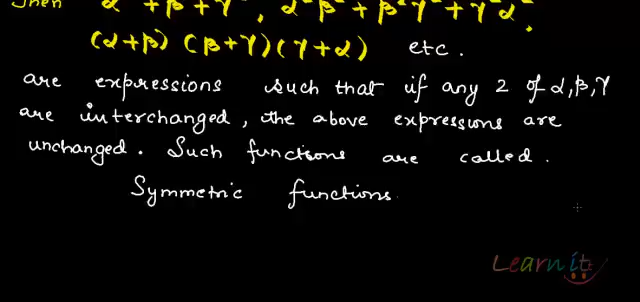 Then α² + β + γ², α²β² + β²γ² + γ²α².
(α+β) (β+γ) (γ+α) etc.
are expressions such that if any 2 of α, β, γ
are interchanged, the above expressions are
unchanged. Such functions are called.
Symmetric functions.
Learnit